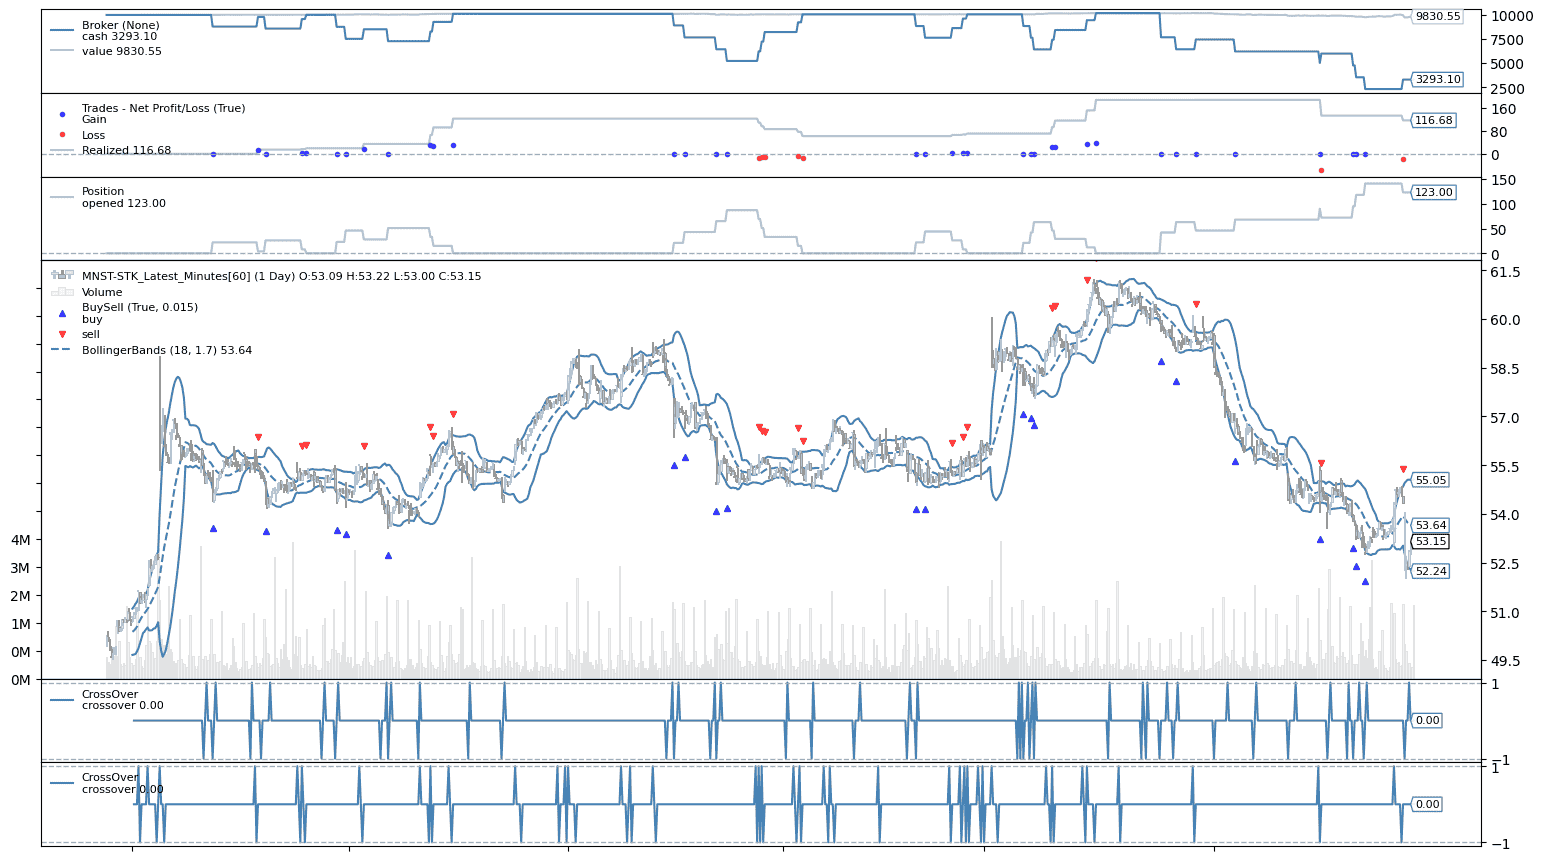 Broker (None)
cash 3293.10
value 9830.55
9830.55
3293.10
10000
7500
5000
2500
Trades - Net Profit/Loss (True)
Gain
Loss
Realized 116.68
116.68
160
80
0
Position
opened 123.00
123.00
150
100
50
0
MNST-STK_Latest_Minutes[60] (1 Day) O:53.09 H:53.22 L:53.00 C:53.15
Volume
BuySell (True, 0.015)
buy
sell
BollingerBands (18, 1.7) 53.64
61.5
60.0
58.5
57.0
55.5
54.0
52.5
51.0
49.5
55.05
53.64
53.15
52.24
4M
3M
2M
1M
0M
0M
CrossOver
crossover 0.00
0.00
1
−1
CrossOver
crossover 0.00
0.00
1
−1